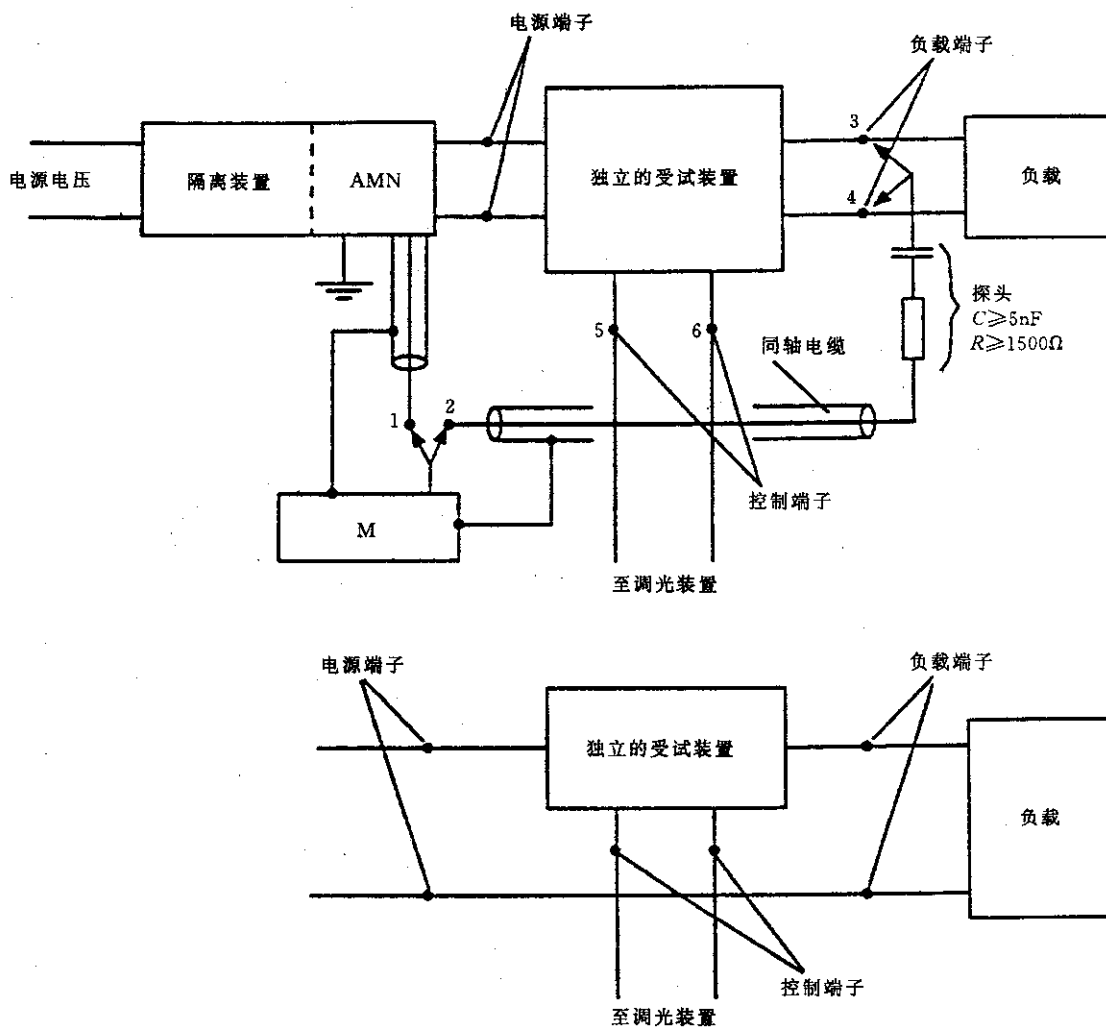 电源端子
负载端子
电源电压
隔离装置
AMN
独立的受试装置
3
4
负载
探头
C≥5nF
R≥1500Ω
5
6
同轴电缆
1
2
控制端子
M
至调光装置
电源端子
负载端子
独立的受试装置
负载
控制端子
至调光装置